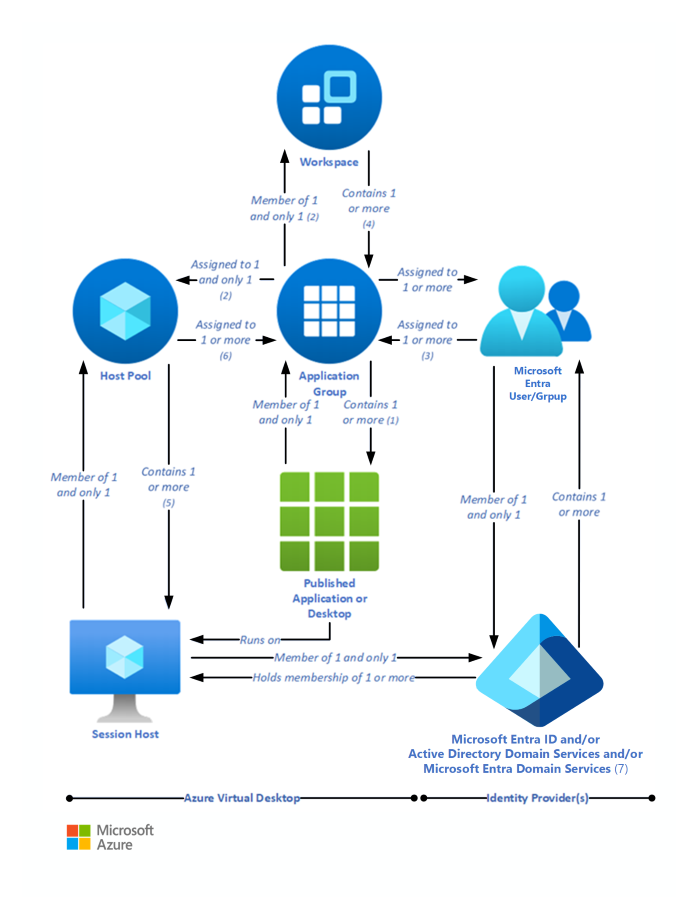 Workspace
Member of 1
and only 1 (2)
Contains 1
or more
(4)
Assigned to 1
and only 1
(2)
Assigned to
1 or more
Assigned to
1 or more
(6)
Assigned to
1 or more
(3)
Host Pool
Application
Group
Microsoft
Entra
User/Grpup
Member of 1
and only 1
Contains 1
or more (1)
Member of 1
and only 1
Contains 1
or more
(5)
Member of 1
and only 1
Contains 1
or more
Published
Application or
Desktop
Runs on
Member of 1 and only 1
Holds membership of 1 or more
Session Host
Microsoft Entra ID and/or
Active Directory Domain Services and/or
Microsoft Entra Domain Services (7)
Azure Virtual Desktop
Identity Provider(s)
Microsoft
Azure